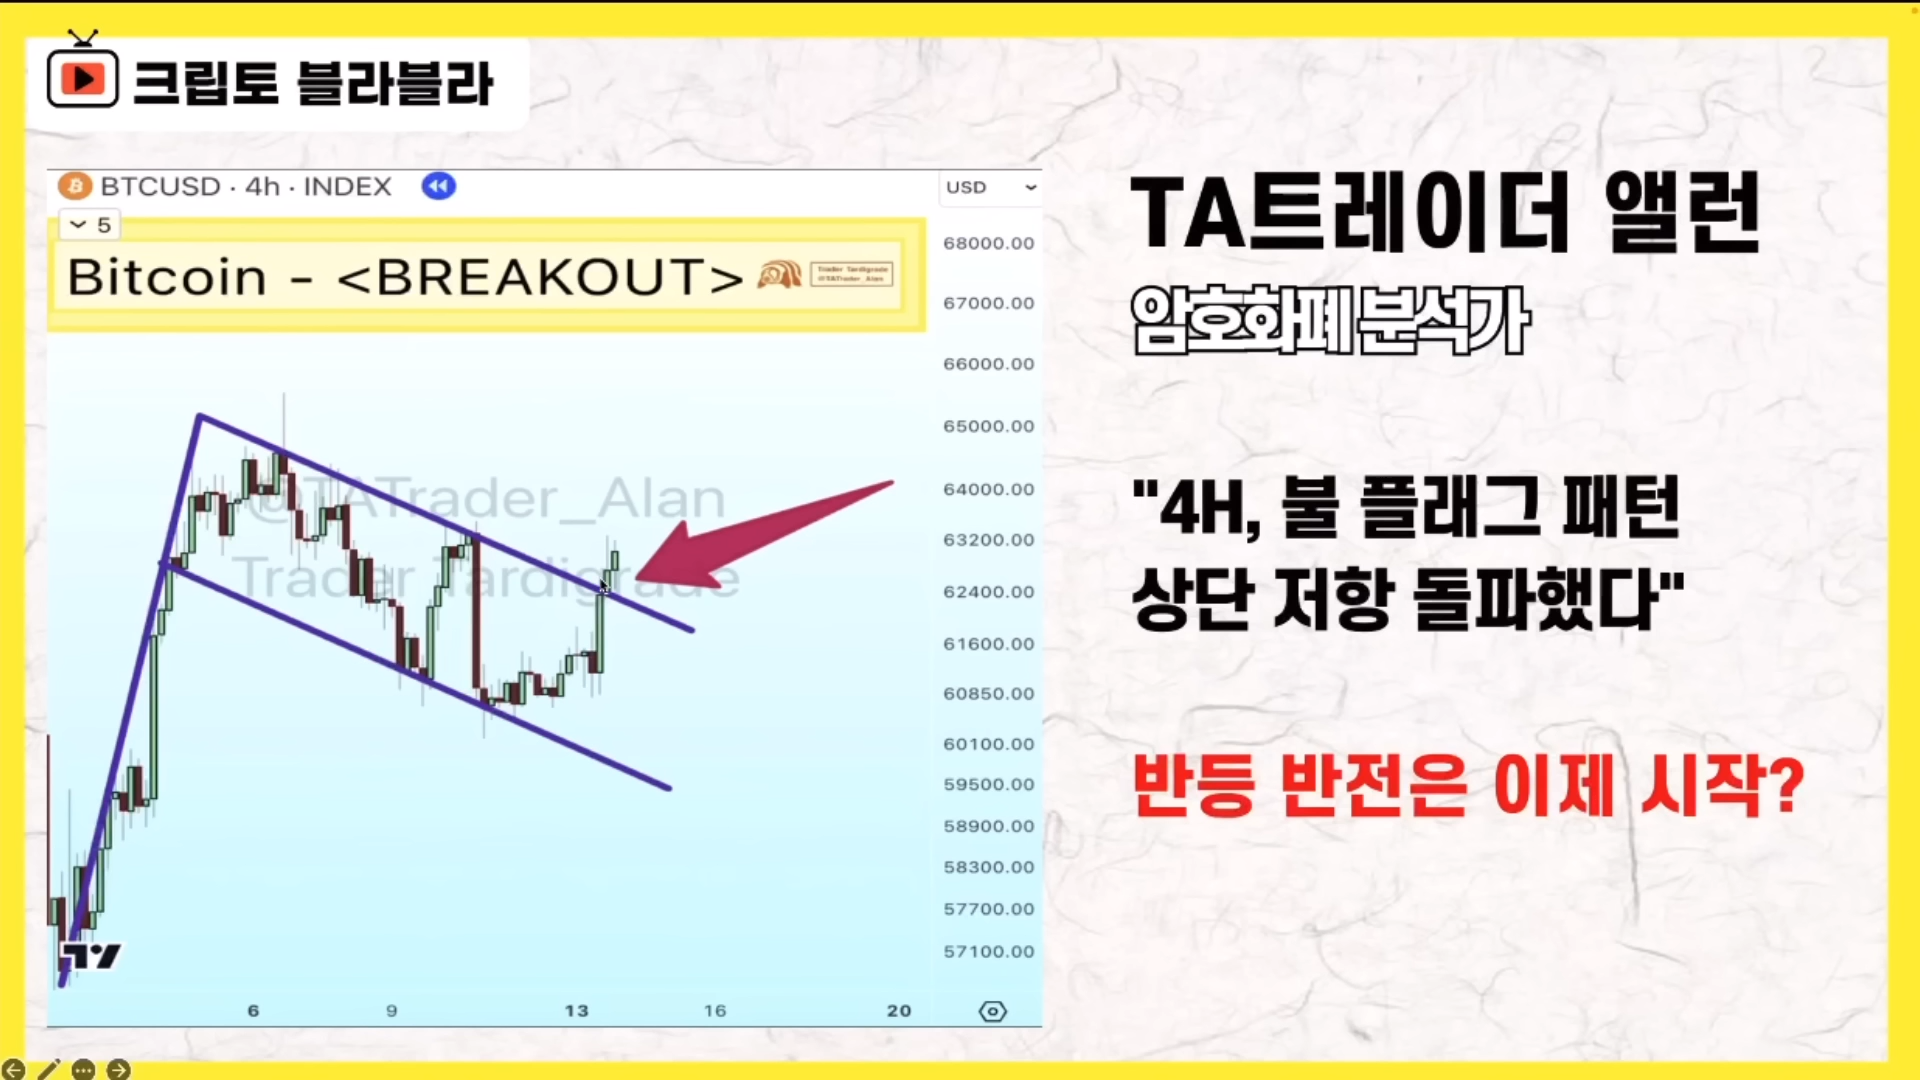 크립토 블라블라
BTCUSD · 4h · INDEX
USD
5
Bitcoin - <BREAKOUT>
Trader Tardigrade
@TATrader_Alan
@TATrader_Alan
Trader Tardigrade
68000.00
67000.00
66000.00
65000.00
64000.00
63200.00
62400.00
61600.00
60850.00
60100.00
59500.00
58900.00
58300.00
57700.00
57100.00
6 9 13 16 20
TA트레이더 앨런
암호화폐 분석가
"4H, 불 플래그 패턴
상단 저항 돌파했다"
반등 반전은 이제 시작?